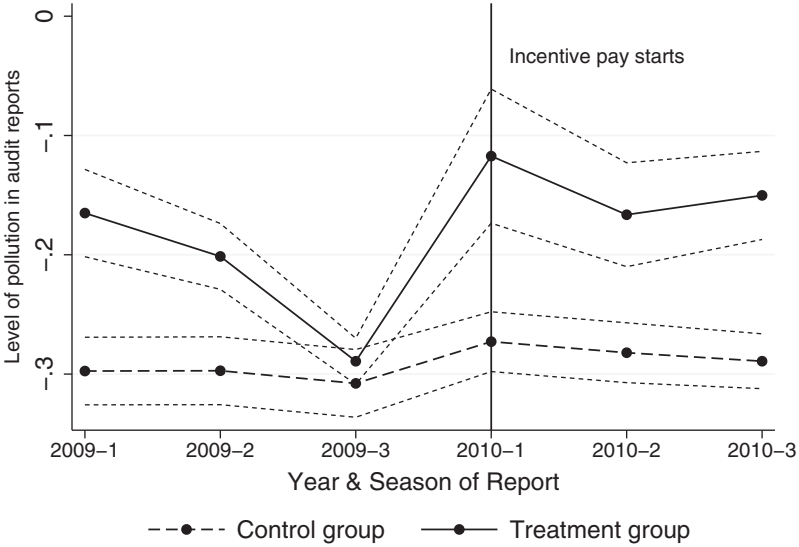 Level of pollution in audit reports
0
−.1
−.2
−.3
Incentive pay starts
2009−1 2009−2 2009−3 2010−1 2010−2 2010−3
Year & Season of Report
Control group Treatment group